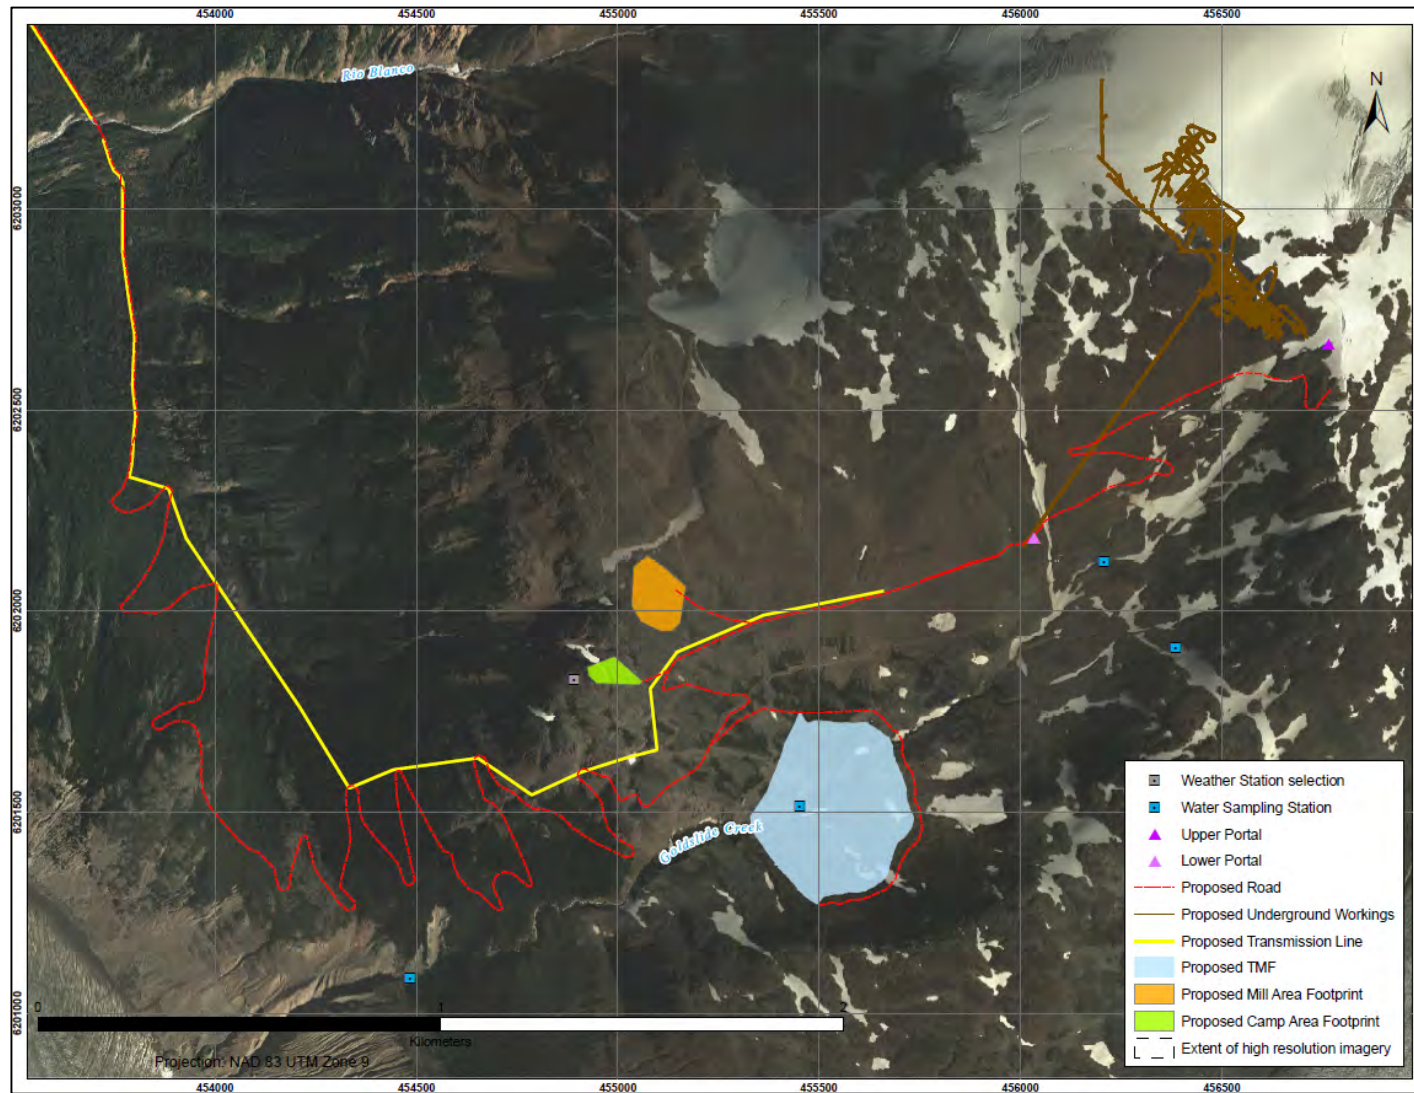 454000 454500 455000 455500 456000 456500
Rio Blanco
N
6203000
6202500
6202000
6201500
6201000
Goldslide Creek
Weather Station selection
Water Sampling Station
Upper Portal
Lower Portal
Proposed Road
Proposed Underground Workings
Proposed Transmission Line
Proposed TMF
Proposed Mill Area Footprint
Proposed Camp Area Footprint
Extent of high resolution imagery
0 1 2
Kilometers
Projection: NAD 83 UTM Zone 9
454000 454500 455000 455500 456000 456500